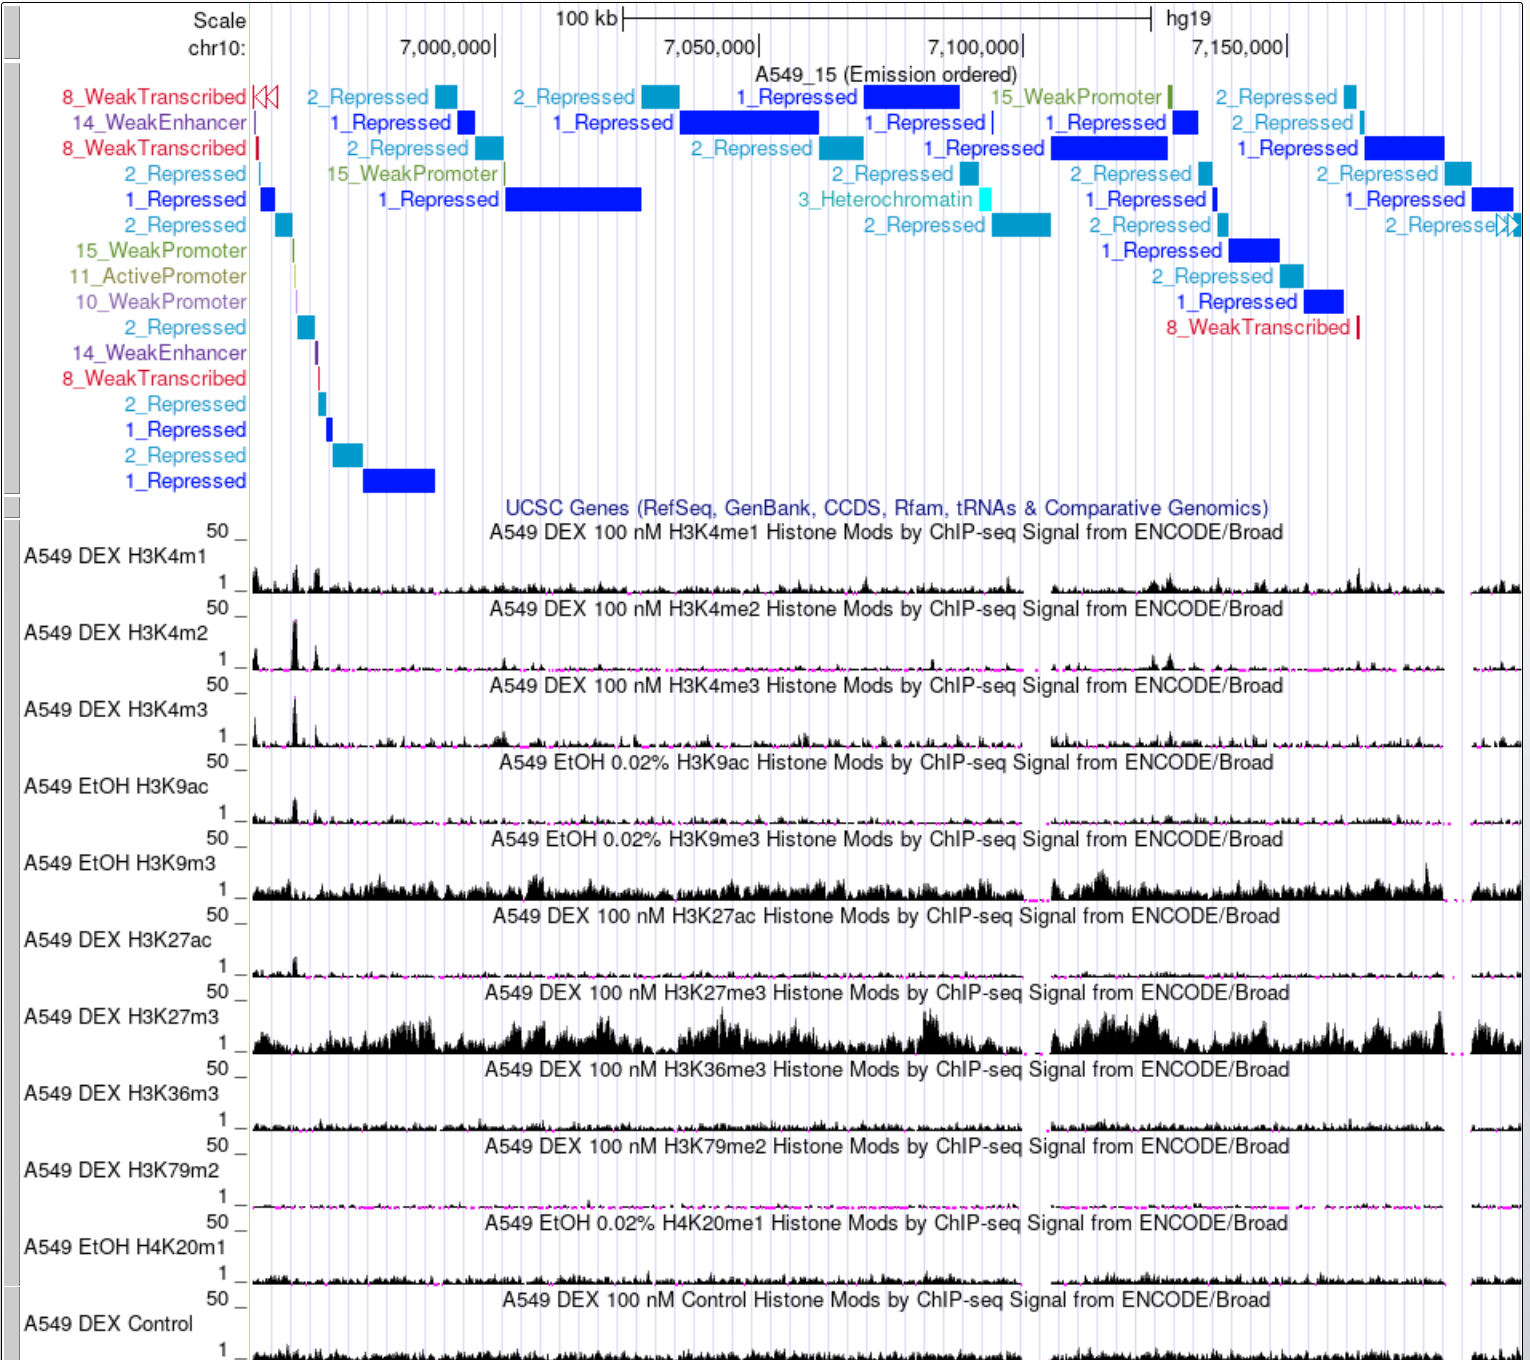 Scale 100 kb hg19
chr10: 7,000,000 7,050,000 7,100,000 7,150,000
A549_15 (Emission ordered)
8_WeakTranscribed 2_Repressed 2_Repressed 1_Repressed 15_WeakPromoter 2_Repressed
14_WeakEnhancer 1_Repressed 1_Repressed 1_Repressed 1_Repressed 2_Repressed
8_WeakTranscribed 2_Repressed 2_Repressed 1_Repressed 1_Repressed
2_Repressed 15_WeakPromoter 2_Repressed 2_Repressed 2_Repressed
1_Repressed 1_Repressed 3_Heterochromatin 1_Repressed 1_Repressed
2_Repressed 2_Repressed 2_Repressed 2_Represse
15_WeakPromoter 1_Repressed
11_ActivePromoter 2_Repressed
10_WeakPromoter 1_Repressed
2_Repressed 8_WeakTranscribed
14_WeakEnhancer
8_WeakTranscribed
2_Repressed
1_Repressed
2_Repressed
1_Repressed
UCSC Genes (RefSeq, GenBank, CCDS, Rfam, tRNAs & Comparative Genomics)
50 _ A549 DEX 100 nM H3K4me1 Histone Mods by ChIP-seq Signal from ENCODE/Broad
A549 DEX H3K4m1
1 _
50 _ A549 DEX 100 nM H3K4me2 Histone Mods by ChIP-seq Signal from ENCODE/Broad
A549 DEX H3K4m2
1 _
50 _ A549 DEX 100 nM H3K4me3 Histone Mods by ChIP-seq Signal from ENCODE/Broad
A549 DEX H3K4m3
1 _
50 _ A549 EtOH 0.02% H3K9ac Histone Mods by ChIP-seq Signal from ENCODE/Broad
A549 EtOH H3K9ac
1 _
50 _ A549 EtOH 0.02% H3K9me3 Histone Mods by ChIP-seq Signal from ENCODE/Broad
A549 EtOH H3K9m3
1 _
50 _ A549 DEX 100 nM H3K27ac Histone Mods by ChIP-seq Signal from ENCODE/Broad
A549 DEX H3K27ac
1 _
50 _ A549 DEX 100 nM H3K27me3 Histone Mods by ChIP-seq Signal from ENCODE/Broad
A549 DEX H3K27m3
1 _
50 _ A549 DEX 100 nM H3K36me3 Histone Mods by ChIP-seq Signal from ENCODE/Broad
A549 DEX H3K36m3
1 _
50 _ A549 DEX 100 nM H3K79me2 Histone Mods by ChIP-seq Signal from ENCODE/Broad
A549 DEX H3K79m2
1 _
50 _ A549 EtOH 0.02% H4K20me1 Histone Mods by ChIP-seq Signal from ENCODE/Broad
A549 EtOH H4K20m1
1 _
50 _ A549 DEX 100 nM Control Histone Mods by ChIP-seq Signal from ENCODE/Broad
A549 DEX Control
1 _